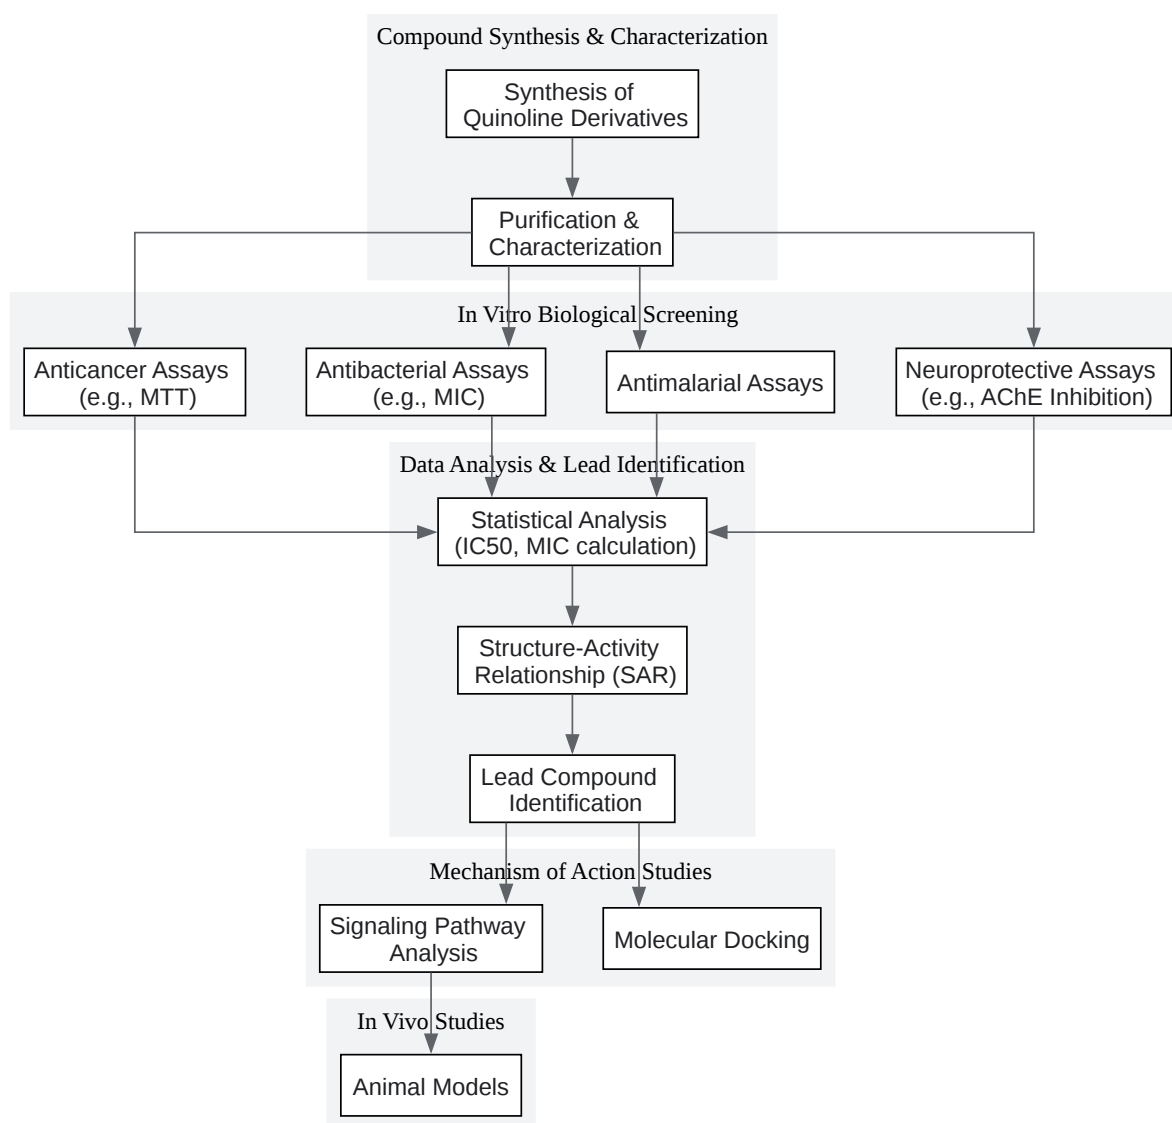 Compound Synthesis & Characterization
Synthesis of
Quinoline Derivatives
Purification &
Characterization
In Vitro Biological Screening
Anticancer Assays
(e.g., MTT)
Antibacterial Assays
(e.g., MIC)
Antimalarial Assays
Neuroprotective Assays
(e.g., AChE Inhibition)
Data Analysis & Lead Identification
Statistical Analysis
(IC50, MIC calculation)
Structure-Activity
Relationship (SAR)
Lead Compound
Identification
Mechanism of Action Studies
Signaling Pathway
Analysis
Molecular Docking
In Vivo Studies
Animal Models